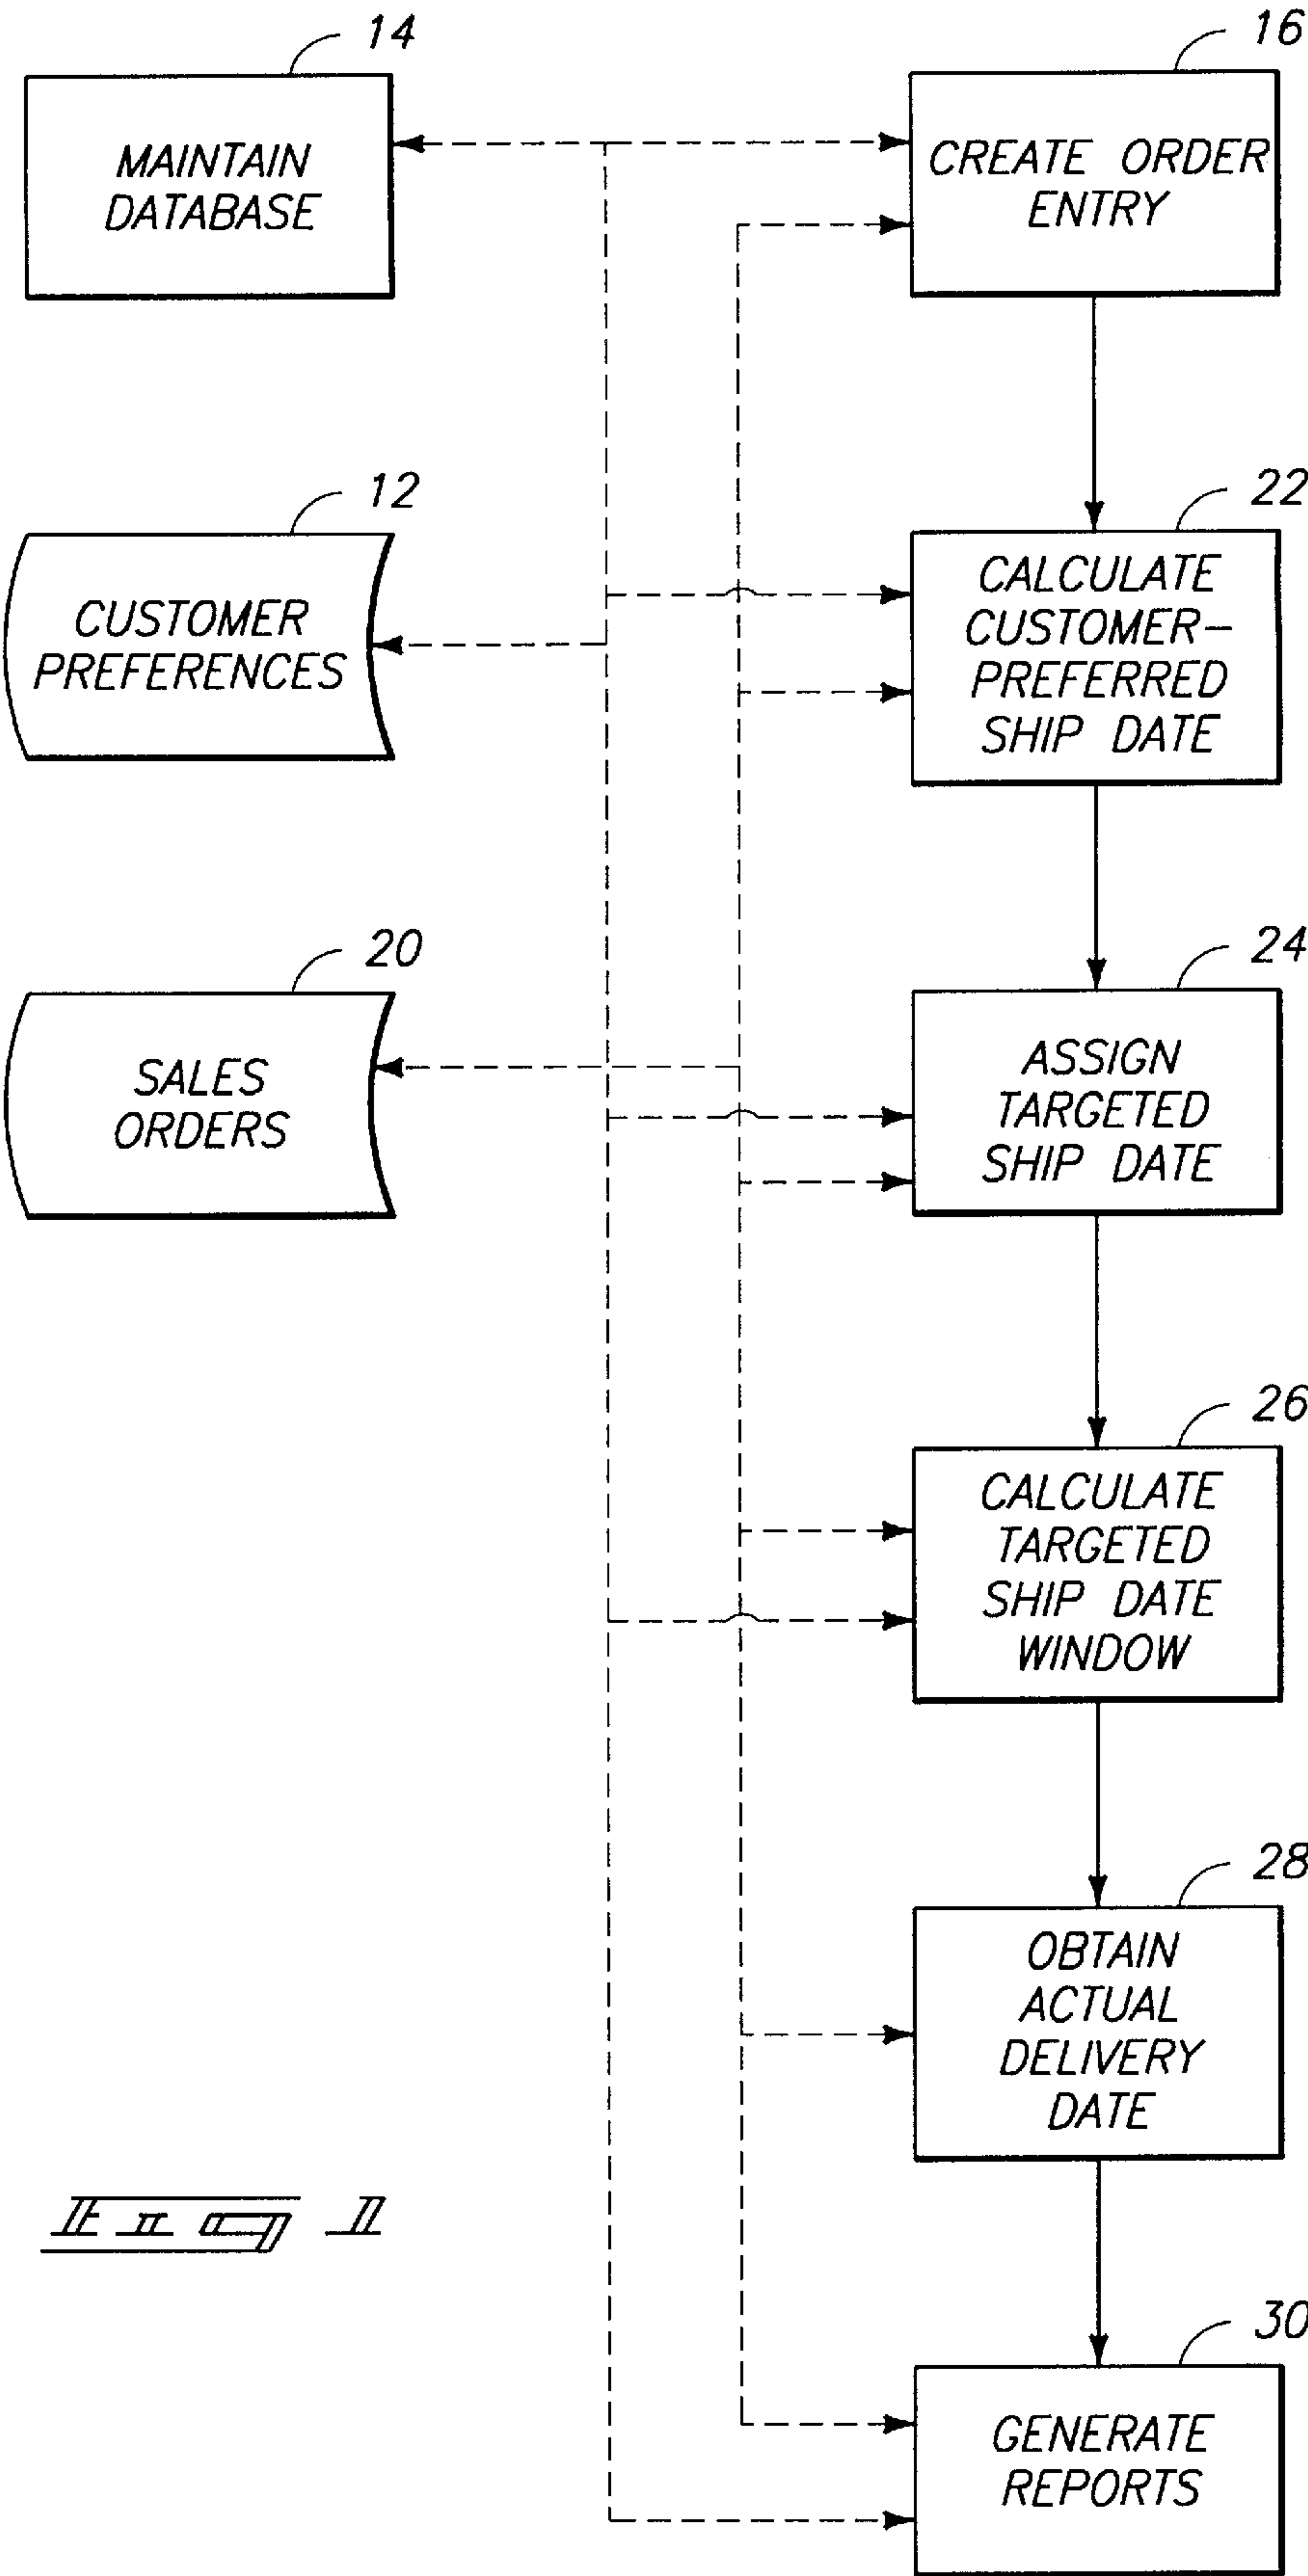 14
MAINTAIN
DATABASE
16
CREATE ORDER
ENTRY
12
CUSTOMER
PREFERENCES
22
CALCULATE
CUSTOMER-
PREFERRED
SHIP DATE
20
SALES
ORDERS
24
ASSIGN
TARGETED
SHIP DATE
26
CALCULATE
TARGETED
SHIP DATE
WINDOW
28
OBTAIN
ACTUAL
DELIVERY
DATE
30
GENERATE
REPORTS
Fig 1